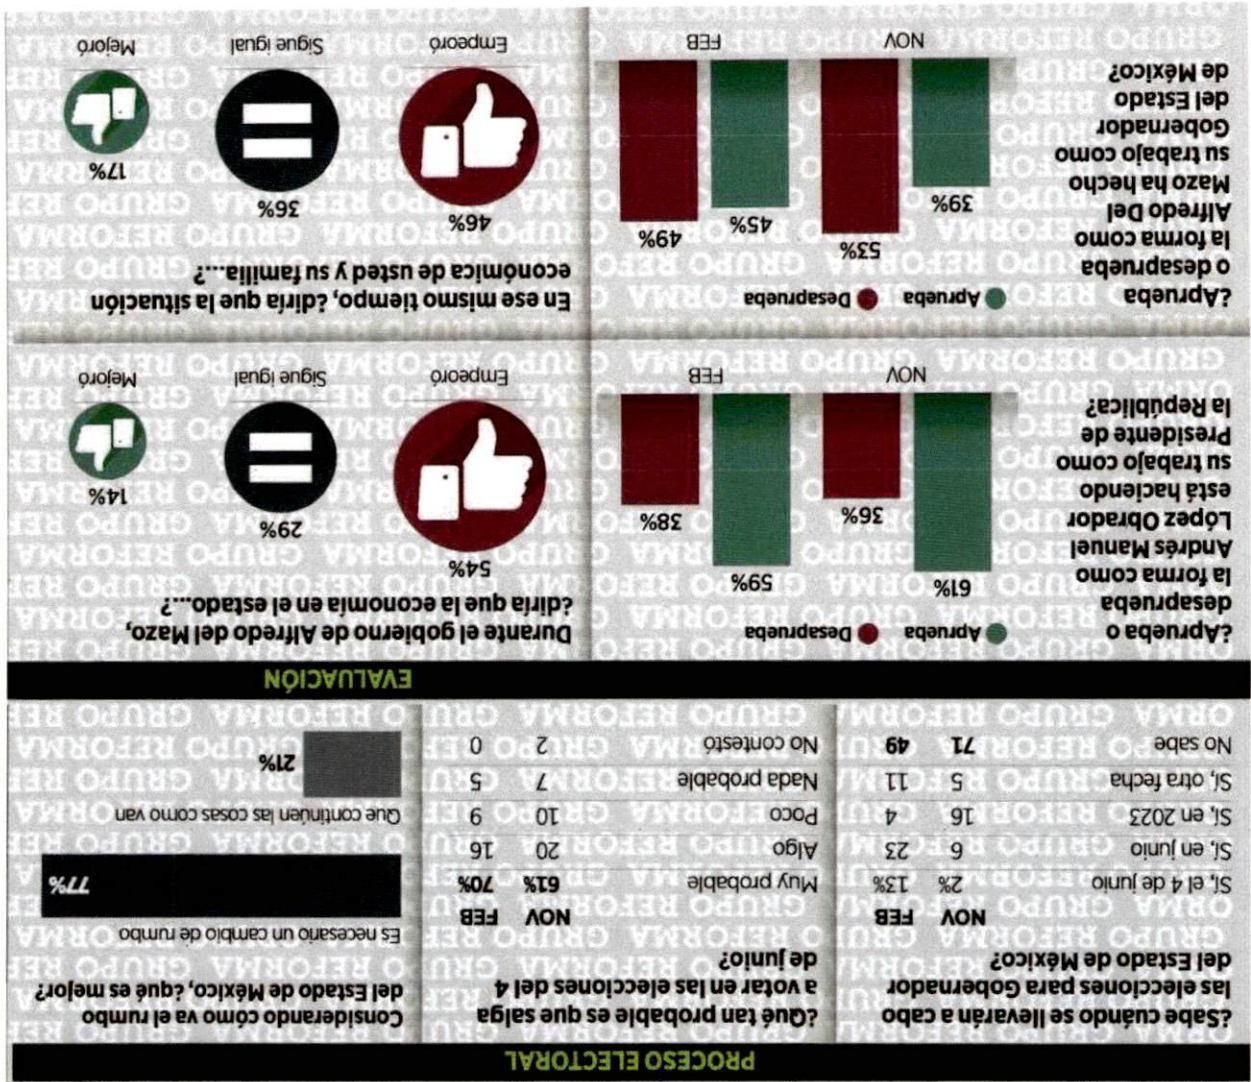 PROCESO ELECTORAL
¿Sabe cuándo se llevarán a cabo
las elecciones para Gobernador
del Estado de México?
NOV FEB
Sí, el 4 de junio 2% 13%
Sí, en junio 6 23
Sí, en 2023 16 4
Sí, otra fecha 5 11
No sabe 71 49
¿Qué tan probable es que salga
a votar en las elecciones del 4
de junio?
NOV FEB
Muy probable 61% 70%
Algo 20 16
Poco 10 9
Nada probable 7 5
No contestó 2 0
Considerando cómo va el rumbo
del Estado de México, ¿qué es mejor?
Es necesario un cambio de rumbo
77%
Que continúen las cosas como van
21%
EVALUACIÓN
¿Aprueba o
desaprueba
la forma como
Andrés Manuel
López Obrador
está haciendo
su trabajo como
Presidente de
la República?
Aprueba Desaprueba
61% 36% 59% 38%
NOV FEB
Durante el gobierno de Alfredo del Mazo,
¿diría que la economía en el estado...?
54% 29% 14%
Empeoró Sigue igual Mejoró
¿Aprueba
o desaprueba
la forma como
Alfredo Del
Mazo ha hecho
su trabajo como
Gobernador
del Estado
de México?
Aprueba Desaprueba
39% 53% 45% 49%
NOV FEB
En ese mismo tiempo, ¿diría que la situación
económica de usted y su familia...?
46% 36% 17%
Empeoró Sigue igual Mejoró
GRUPO REFORMA